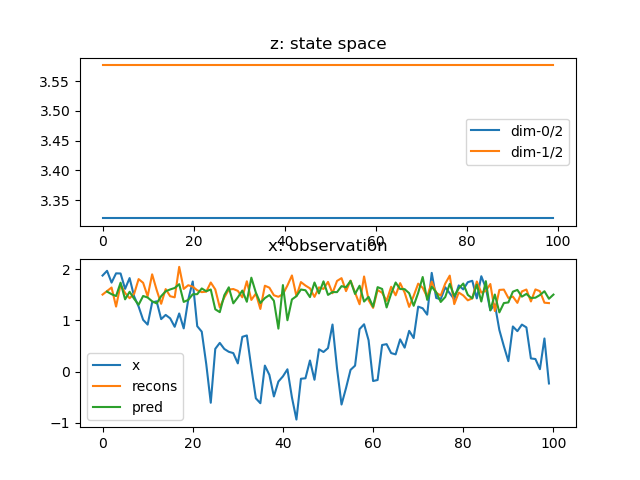 z: state space
3.55
3.50
3.45
3.40
3.35
dim-0/2
dim-1/2
0 20 40 60 80 100
x: observation
2
1
0
−1
x
recons
pred
0 20 40 60 80 100